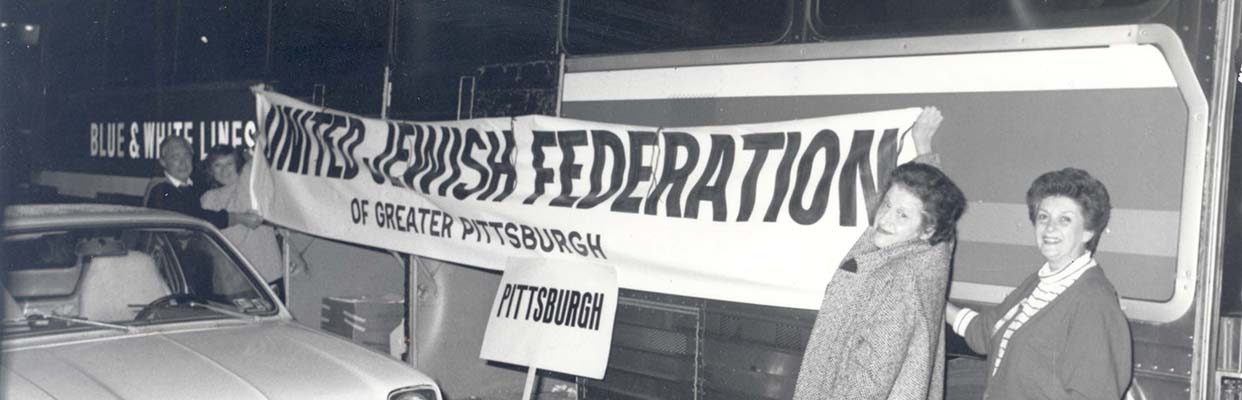 BLUE & WHITE LINES
UNITED JEWISH FEDERATION
OF GREATER PITTSBURGH
PITTSBURGH